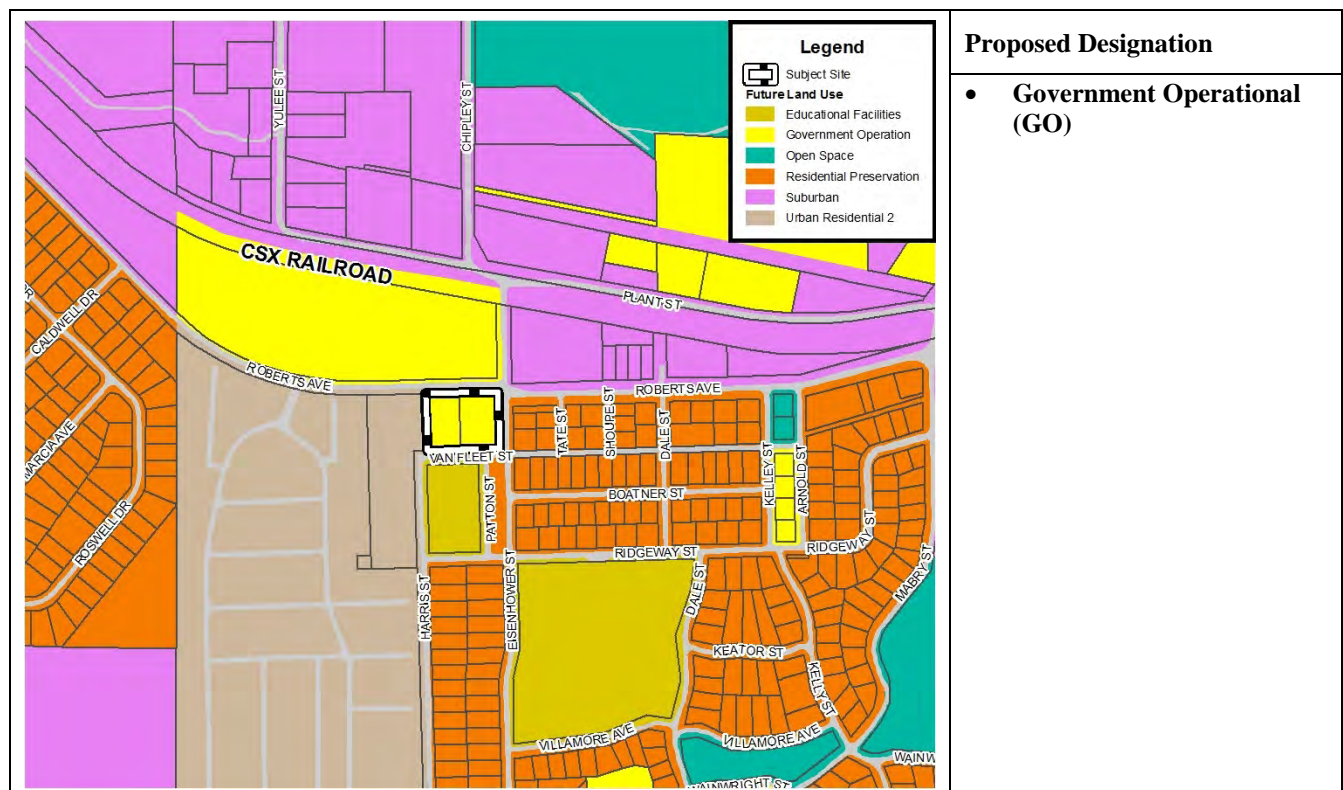 Legend
Subject Site
Future Land Use
Educational Facilities
Government Operation
Open Space
Residential Preservation
Suburban
Urban Residential 2
YULEE ST
CHIPLEY ST
CSX RAILROAD
PLANT ST
CALDWELL DR
DR
MARCIA AVE
ROSWELL DR
ROBERTS AVE
ROBERTS AVE
VAN FLEET ST
TATE ST
SHOUPE ST
DALE ST
KELLEY ST
ARNOLD ST
PATTON ST
BOATNER ST
RIDGEWAY ST
RIDGEWAY ST
MABRY ST
HARRIS ST
EISENHOWER ST
DALE ST
KEATOR ST
KELLY ST
VILLAMORE AVE
VILLAMORE AVE
WAINW
WAINWRIGHT ST
Proposed Designation
• Government Operational
(GO)